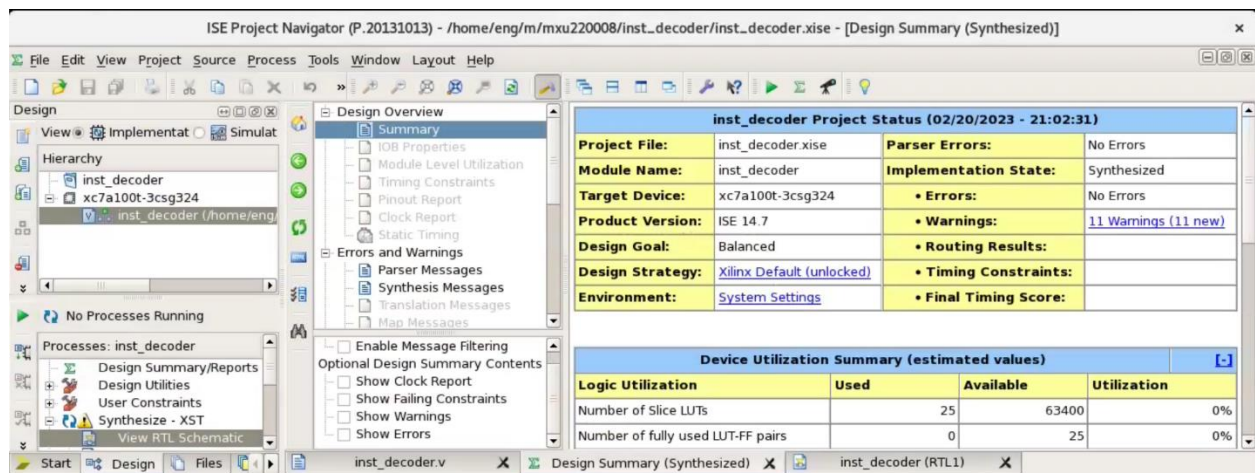 ISE Project Navigator (P.20131013) - /home/eng/m/mxu220008/inst_decoder/inst_decoder.xise - [Design Summary (Synthesized)]
File Edit View Project Source Process Tools Window Layout Help
Design
View Implementat Simulat
Hierarchy
inst_decoder
xc7a100t-3csg324
inst_decoder (/home/eng/
No Processes Running
Processes: inst_decoder
Design Summary/Reports
Design Utilities
User Constraints
Synthesize - XST
View RTL Schematic
Start Design Files
Design Overview
Summary
IOB Properties
Module Level Utilization
Timing Constraints
Pinout Report
Clock Report
Static Timing
Errors and Warnings
Parser Messages
Synthesis Messages
Translation Messages
Map Messages
Enable Message Filtering
Optional Design Summary Contents
Show Clock Report
Show Failing Constraints
Show Warnings
Show Errors
inst_decoder Project Status (02/20/2023 - 21:02:31)
Project File: inst_decoder.xise Parser Errors: No Errors
Module Name: inst_decoder Implementation State: Synthesized
Target Device: xc7a100t-3csg324 • Errors: No Errors
Product Version: ISE 14.7 • Warnings: 11 Warnings (11 new)
Design Goal: Balanced • Routing Results:
Design Strategy: Xilinx Default (unlocked) • Timing Constraints:
Environment: System Settings • Final Timing Score:
Device Utilization Summary (estimated values) [-]
Logic Utilization Used Available Utilization
Number of Slice LUTs 25 63400 0%
Number of fully used LUT-FF pairs 0 25 0%
inst_decoder.v Design Summary (Synthesized) inst_decoder (RTL1)